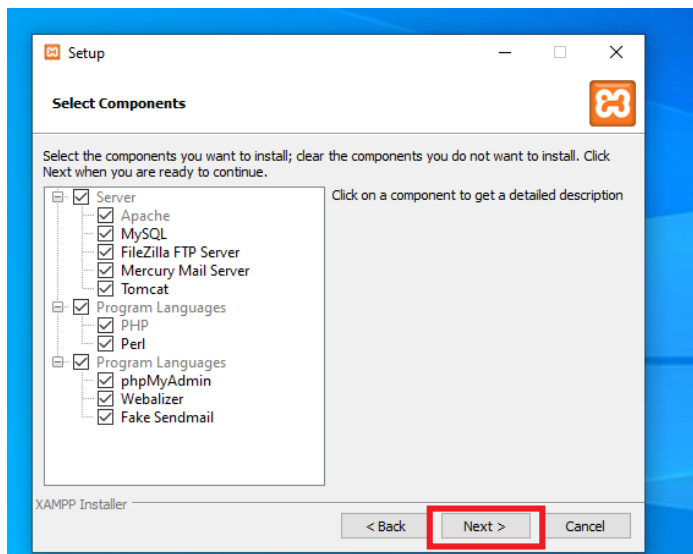 Setup
Select Components
Select the components you want to install; clear the components you do not want to install. Click
Next when you are ready to continue.
Server
Apache
MySQL
FileZilla FTP Server
Mercury Mail Server
Tomcat
Program Languages
PHP
Perl
Program Languages
phpMyAdmin
Webalizer
Fake Sendmail
Click on a component to get a detailed description
XAMPP Installer
< Back
Next >
Cancel